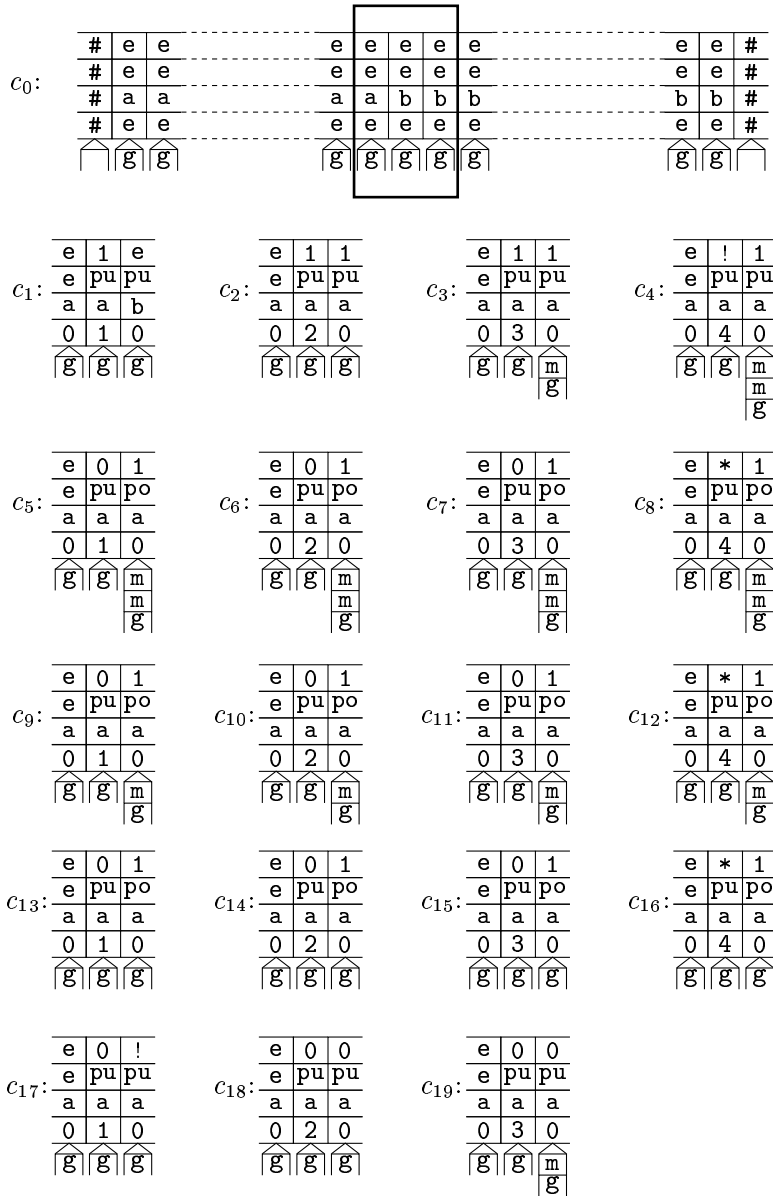 # e e e e e e e e e #
c0: # e e e e e e e e e #
# a a a a b b b b b #
# e e e e e e e e e #
g g g g g g g g g
e 1 e e 1 1 e 1 1 e ! 1
c1: e pu pu c2: e pu pu c3: e pu pu c4: e pu pu
a a b a a a a a a a a a
0 1 0 0 2 0 0 3 0 0 4 0
g g g g g g g g m g g m
g m
g
e 0 1 e 0 1 e 0 1 e * 1
c5: e pu po c6: e pu po c7: e pu po c8: e pu po
a a a a a a a a a a a a
0 1 0 0 2 0 0 3 0 0 4 0
g g m g g m g g m g g m
m m m m
g g g g
e 0 1 e 0 1 e 0 1 e * 1
c9: e pu po c10: e pu po c11: e pu po c12: e pu po
a a a a a a a a a a a a
0 1 0 0 2 0 0 3 0 0 4 0
g g m g g m g g m g g m
g g g g
e 0 1 e 0 1 e 0 1 e * 1
c13: e pu po c14: e pu po c15: e pu po c16: e pu po
a a a a a a a a a a a a
0 1 0 0 2 0 0 3 0 0 4 0
g g g g g g g g g g g g
e 0 ! e 0 0 e 0 0
c17: e pu pu c18: e pu pu c19: e pu pu
a a a a a a a a a
0 1 0 0 2 0 0 3 0
g g g g g g g g m
g